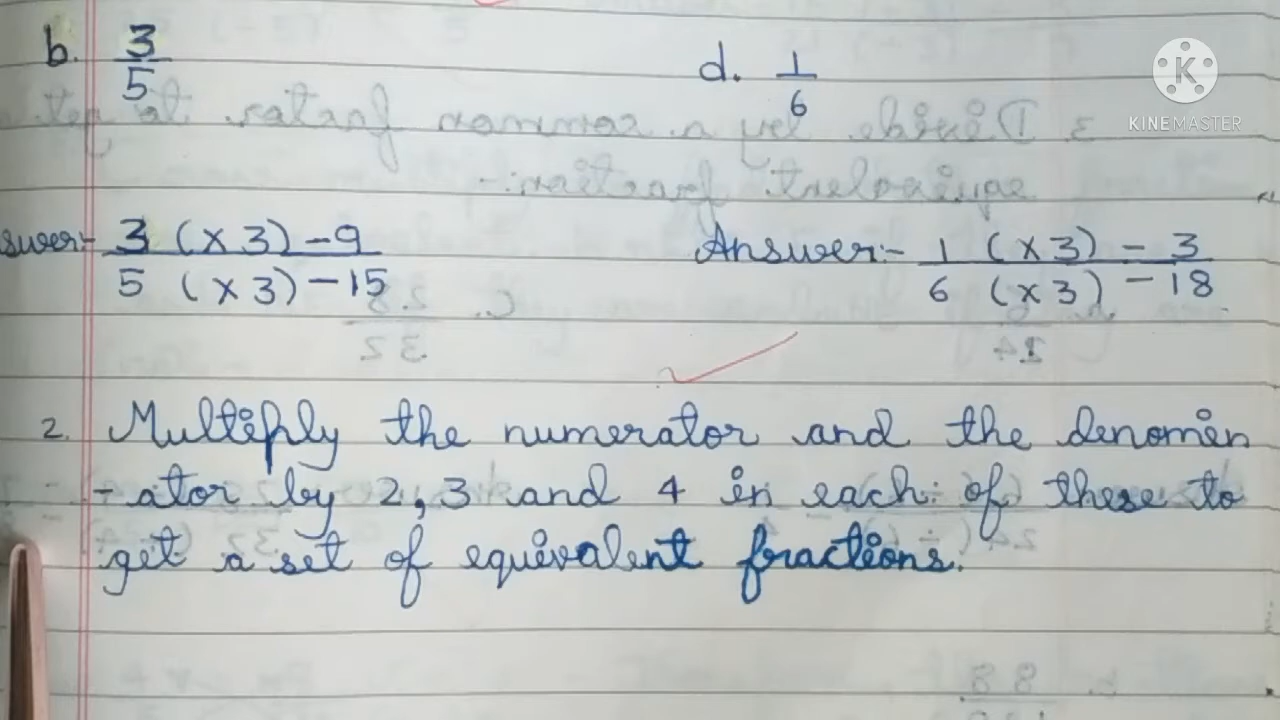 b. 3/5
d. 1/6
KINEMASTER
swer:- 3 (x 3) - 9
5 (x 3) - 15
Answer:- 1 (x 3) - 3
6 (x 3) - 18
2. Multiply the numerator and the denomin
- ator by 2, 3 and 4 in each of these to
get a set of equivalent fractions.